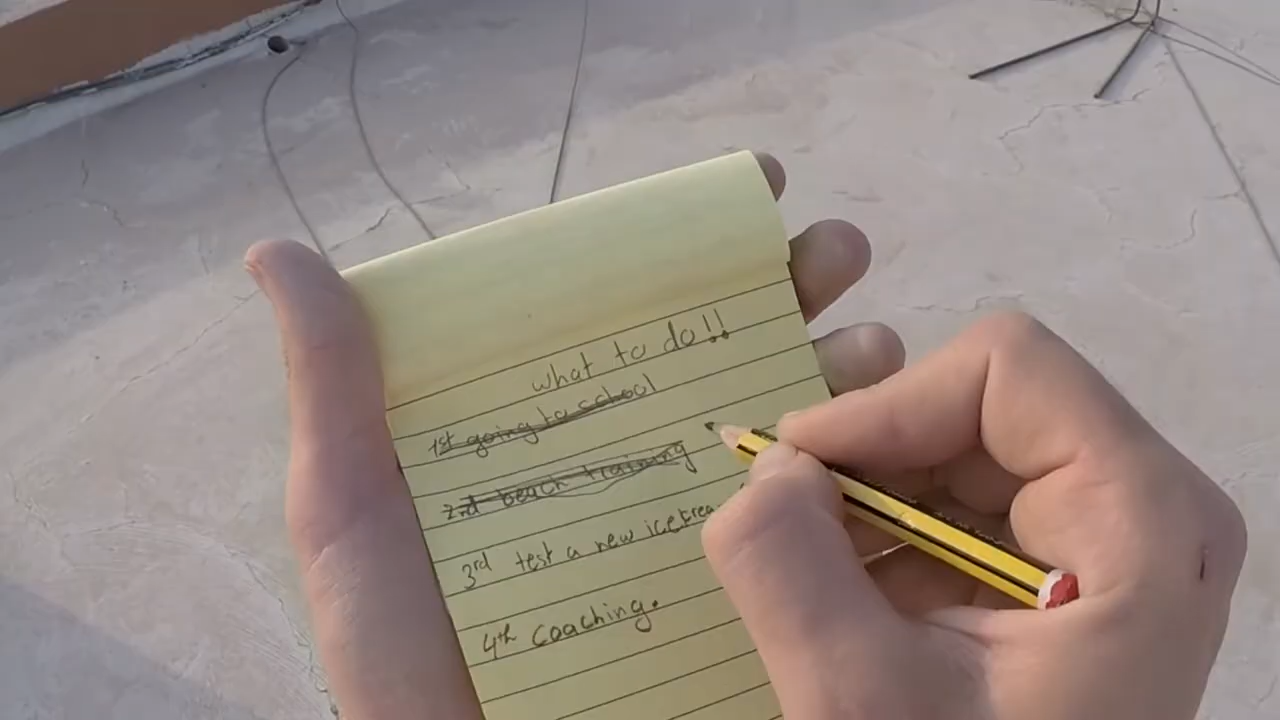 what to do!!
1st going to school
2nd beach training
3rd test a new icecrea
4th coaching.